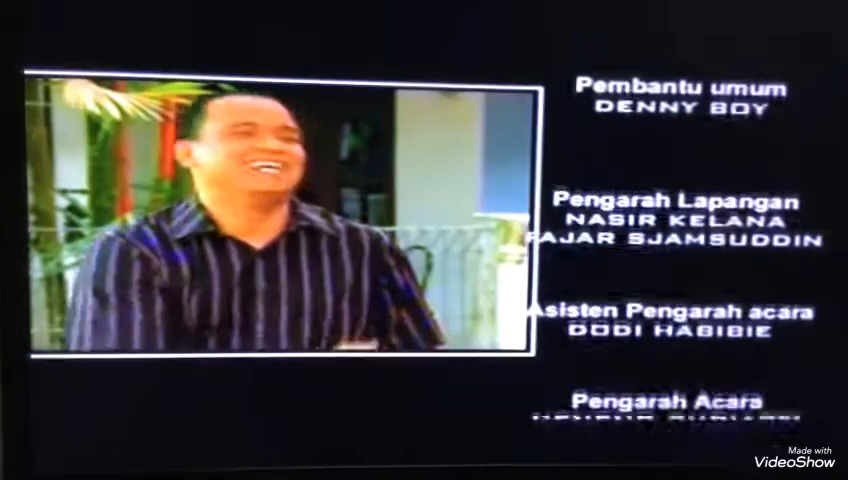 Pembantu umum
DENNY BOY
Pengarah Lapangan
NASIR KELANA
FAJAR SJAMSUDDIN
Asisten Pengarah acara
DODI HABIBIE
Pengarah Acara
Made with
VideoShow